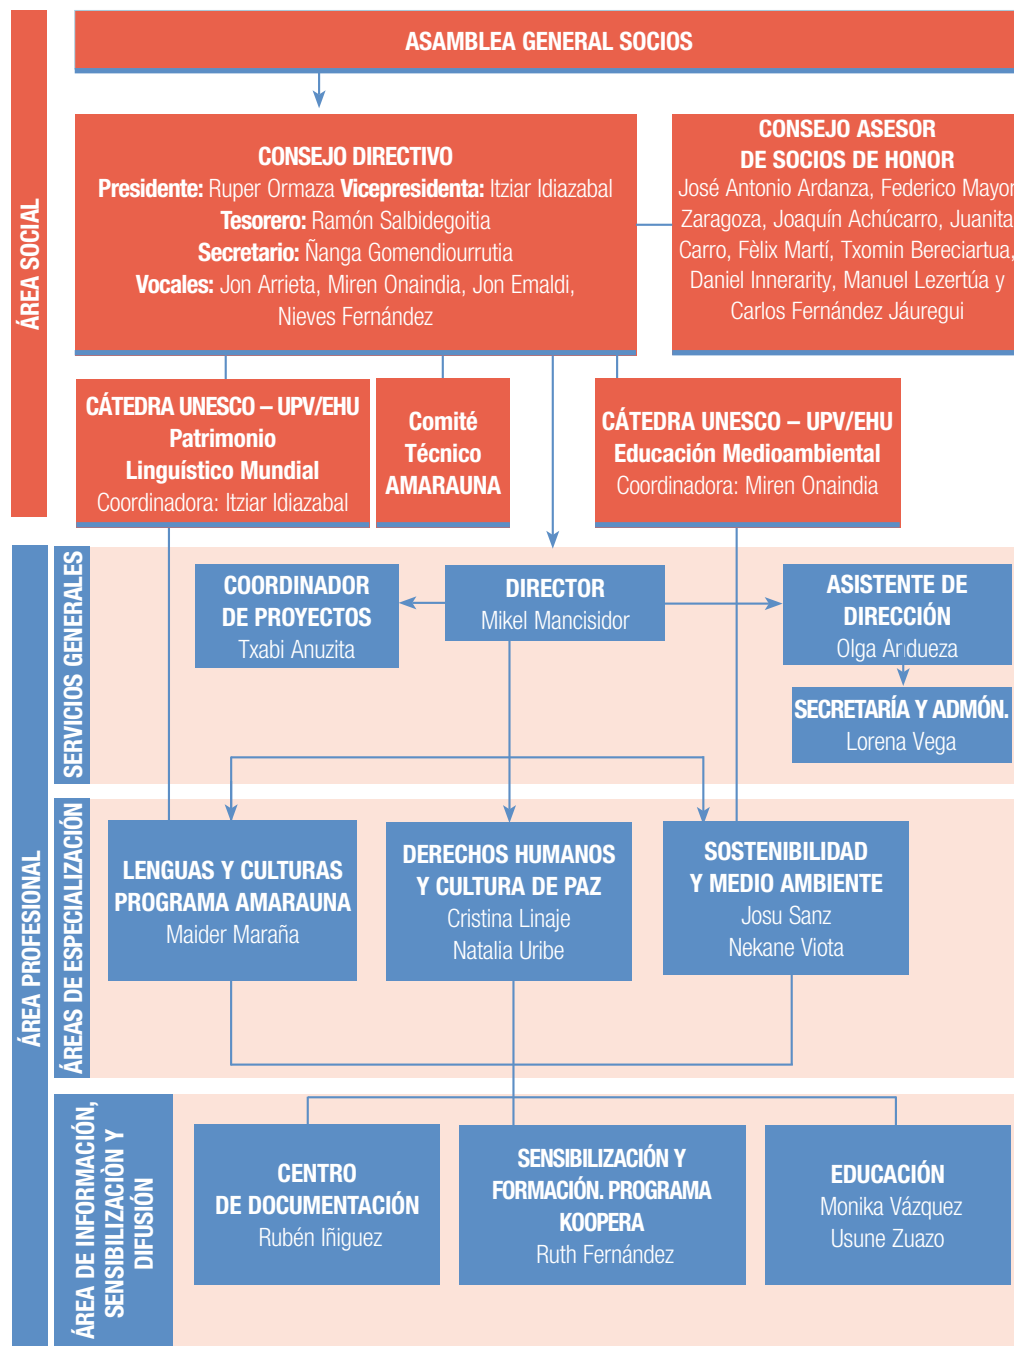 ÁREA SOCIAL
ASAMBLEA GENERAL SOCIOS
CONSEJO DIRECTIVO
Presidente: Ruper Ormaza Vicepresidenta: Itziar Idiazabal
Tesorero: Ramón Salbidegoitia
Secretario: Ñanga Gomendiourrutia
Vocales: Jon Arrieta, Miren Onaindia, Jon Emaldi,
Nieves Fernández
CONSEJO ASESOR
DE SOCIOS DE HONOR
José Antonio Ardanza, Federico Mayor
Zaragoza, Joaquín Achúcarro, Juanita
Carro, Fèlix Martí, Txomin Bereciartua,
Daniel Innerarity, Manuel Lezertúa y
Carlos Fernández Jáuregui
CÁTEDRA UNESCO – UPV/EHU
Patrimonio
Linguístico Mundial
Coordinadora: Itziar Idiazabal
Comité
Técnico
AMARAUNA
CÁTEDRA UNESCO – UPV/EHU
Educación Medioambiental
Coordinadora: Miren Onaindia
ÁREA PROFESIONAL
SERVICIOS GENERALES
COORDINADOR
DE PROYECTOS
Txabi Anuzita
DIRECTOR
Mikel Mancisidor
ASISTENTE DE
DIRECCIÓN
Olga Andueza
SECRETARÍA Y ADMÓN.
Lorena Vega
ÁREAS DE ESPECIALIZACIÓN
LENGUAS Y CULTURAS
PROGRAMA AMARAUNA
Maider Maraña
DERECHOS HUMANOS
Y CULTURA DE PAZ
Cristina Linaje
Natalia Uribe
SOSTENIBILIDAD
Y MEDIO AMBIENTE
Josu Sanz
Nekane Viota
ÁREA DE INFORMACIÓN,
SENSIBILIZACIÓN Y
DIFUSIÓN
CENTRO
DE DOCUMENTACIÓN
Rubén Iñiguez
SENSIBILIZACIÓN Y
FORMACIÓN. PROGRAMA
KOOPERA
Ruth Fernández
EDUCACIÓN
Monika Vázquez
Usune Zuazo